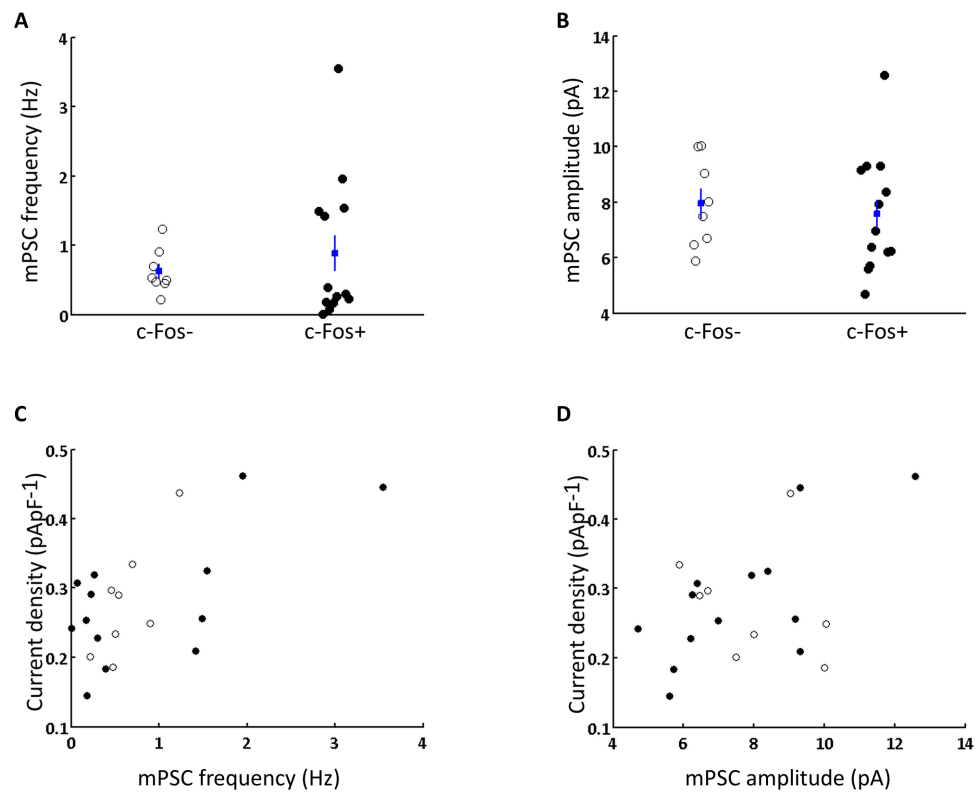 A
mPSC frequency (Hz)
4
3
2
1
0
c-Fos-
c-Fos+
B
mPSC amplitude (pA)
14
12
10
8
6
4
c-Fos-
c-Fos+
C
Current density (pApF-1)
0.5
0.4
0.3
0.2
0.1
0 1 2 3 4
mPSC frequency (Hz)
D
Current density (pApF-1)
0.5
0.4
0.3
0.2
0.1
4 6 8 10 12 14
mPSC amplitude (pA)